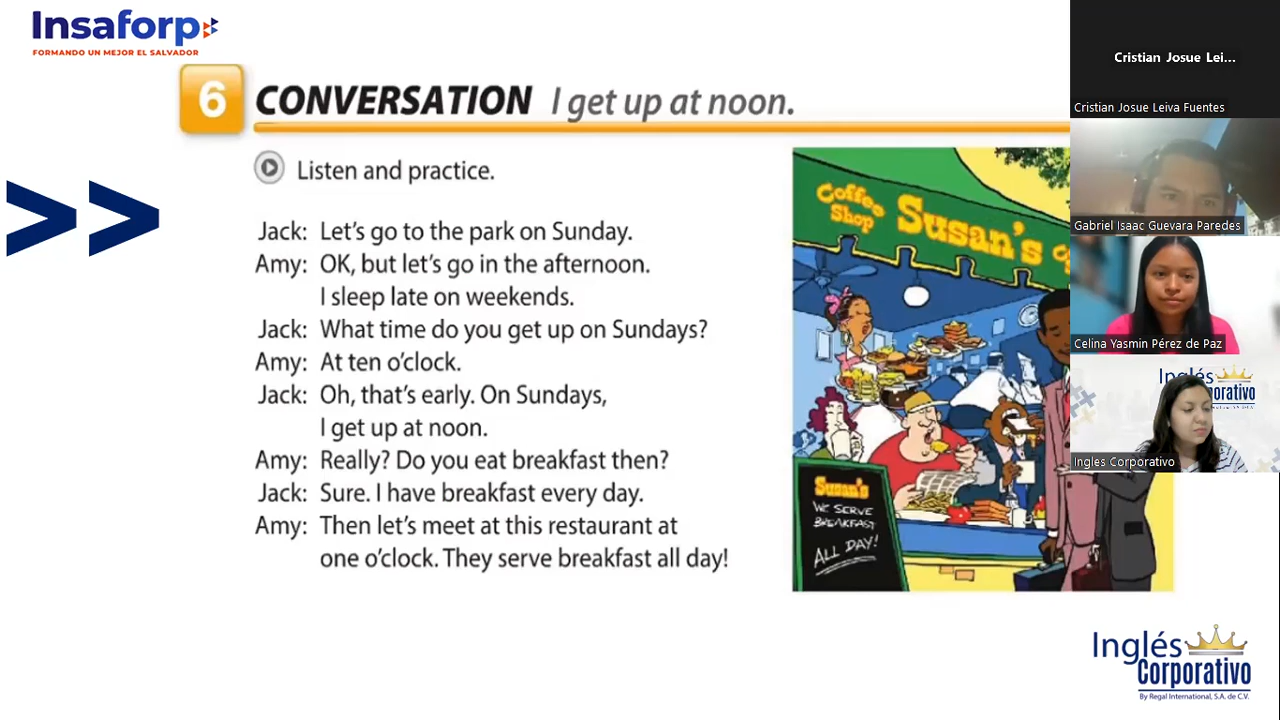 Insaforp
FORMANDO UN MEJOR EL SALVADOR
6 CONVERSATION I get up at noon.
Listen and practice.
Jack: Let's go to the park on Sunday.
Amy: OK, but let's go in the afternoon.
I sleep late on weekends.
Jack: What time do you get up on Sundays?
Amy: At ten o'clock.
Jack: Oh, that's early. On Sundays,
I get up at noon.
Amy: Really? Do you eat breakfast then?
Jack: Sure. I have breakfast every day.
Amy: Then let's meet at this restaurant at
one o'clock. They serve breakfast all day!
Coffee
Shop
Susan's
Susan's
WE SERVE
BREAKFAST
ALL DAY!
Cristian Josue Lei...
Cristian Josue Leiva Fuentes
Gabriel Isaac Guevara Paredes
Celina Yasmin Pérez de Paz
Inglés
Ingles Corporativo
Inglés
Corporativo
By Regal International, S.A. de C.V.